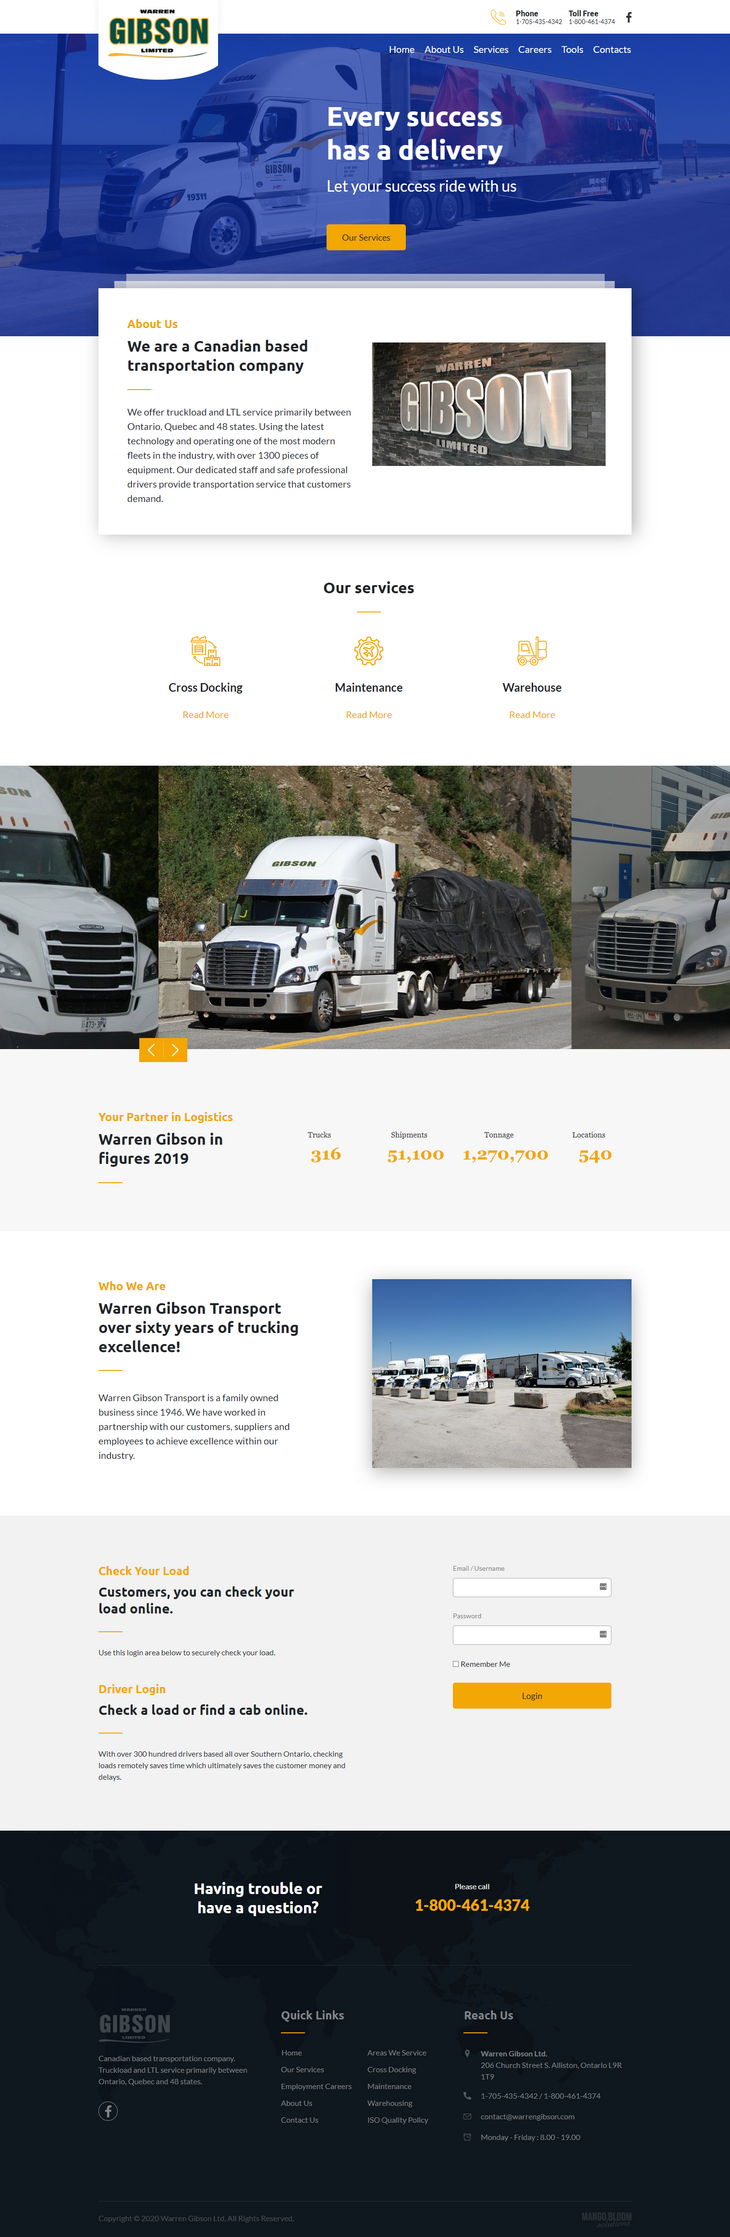 WARREN
GIBSON
LIMITED
Phone
1-705-435-4342
Toll Free
1-800-461-4374
Home About Us Services Careers Tools Contacts
GIBSON
19311
Every success
has a delivery
Let your success ride with us
Our Services
About Us
We are a Canadian based
transportation company
We offer truckload and LTL service primarily between
Ontario, Quebec and 48 states. Using the latest
technology and operating one of the most modern
fleets in the industry, with over 1300 pieces of
equipment. Our dedicated staff and safe professional
drivers provide transportation service that customers
demand.
WARREN
GIBSON
LIMITED
Our services
Cross Docking
Maintenance
Warehouse
Read More
Read More
Read More
GIBSON
Your Partner in Logistics
Warren Gibson in
figures 2019
Trucks
316
Shipments
51,100
Tonnage
1,270,700
Locations
540
Who We Are
Warren Gibson Transport
over sixty years of trucking
excellence!
Warren Gibson Transport is a family owned
business since 1946. We have worked in
partnership with our customers, suppliers and
employees to achieve excellence within our
industry.
Check Your Load
Customers, you can check your
load online.
Use this login area below to securely check your load.
Driver Login
Check a load or find a cab online.
With over 300 hundred drivers based all over Southern Ontario, checking
loads remotely saves time which ultimately saves the customer money and
delays.
Email / Username
Password
Remember Me
Login
Having trouble or
have a question?
Please call
1-800-461-4374
WARREN
GIBSON
LIMITED
Canadian based transportation company.
Truckload and LTL service primarily between
Ontario, Quebec and 48 states.
Quick Links
Home
Our Services
Employment Careers
About Us
Contact Us
Areas We Service
Cross Docking
Maintenance
Warehousing
ISO Quality Policy
Reach Us
Warren Gibson Ltd.
206 Church Street S. Alliston, Ontario L9R
1T9
1-705-435-4342 / 1-800-461-4374
contact@warrengibson.com
Monday - Friday : 8.00 - 19.00
Copyright © 2020 Warren Gibson Ltd. All Rights Reserved.
MANGO,BLOOM
solutions